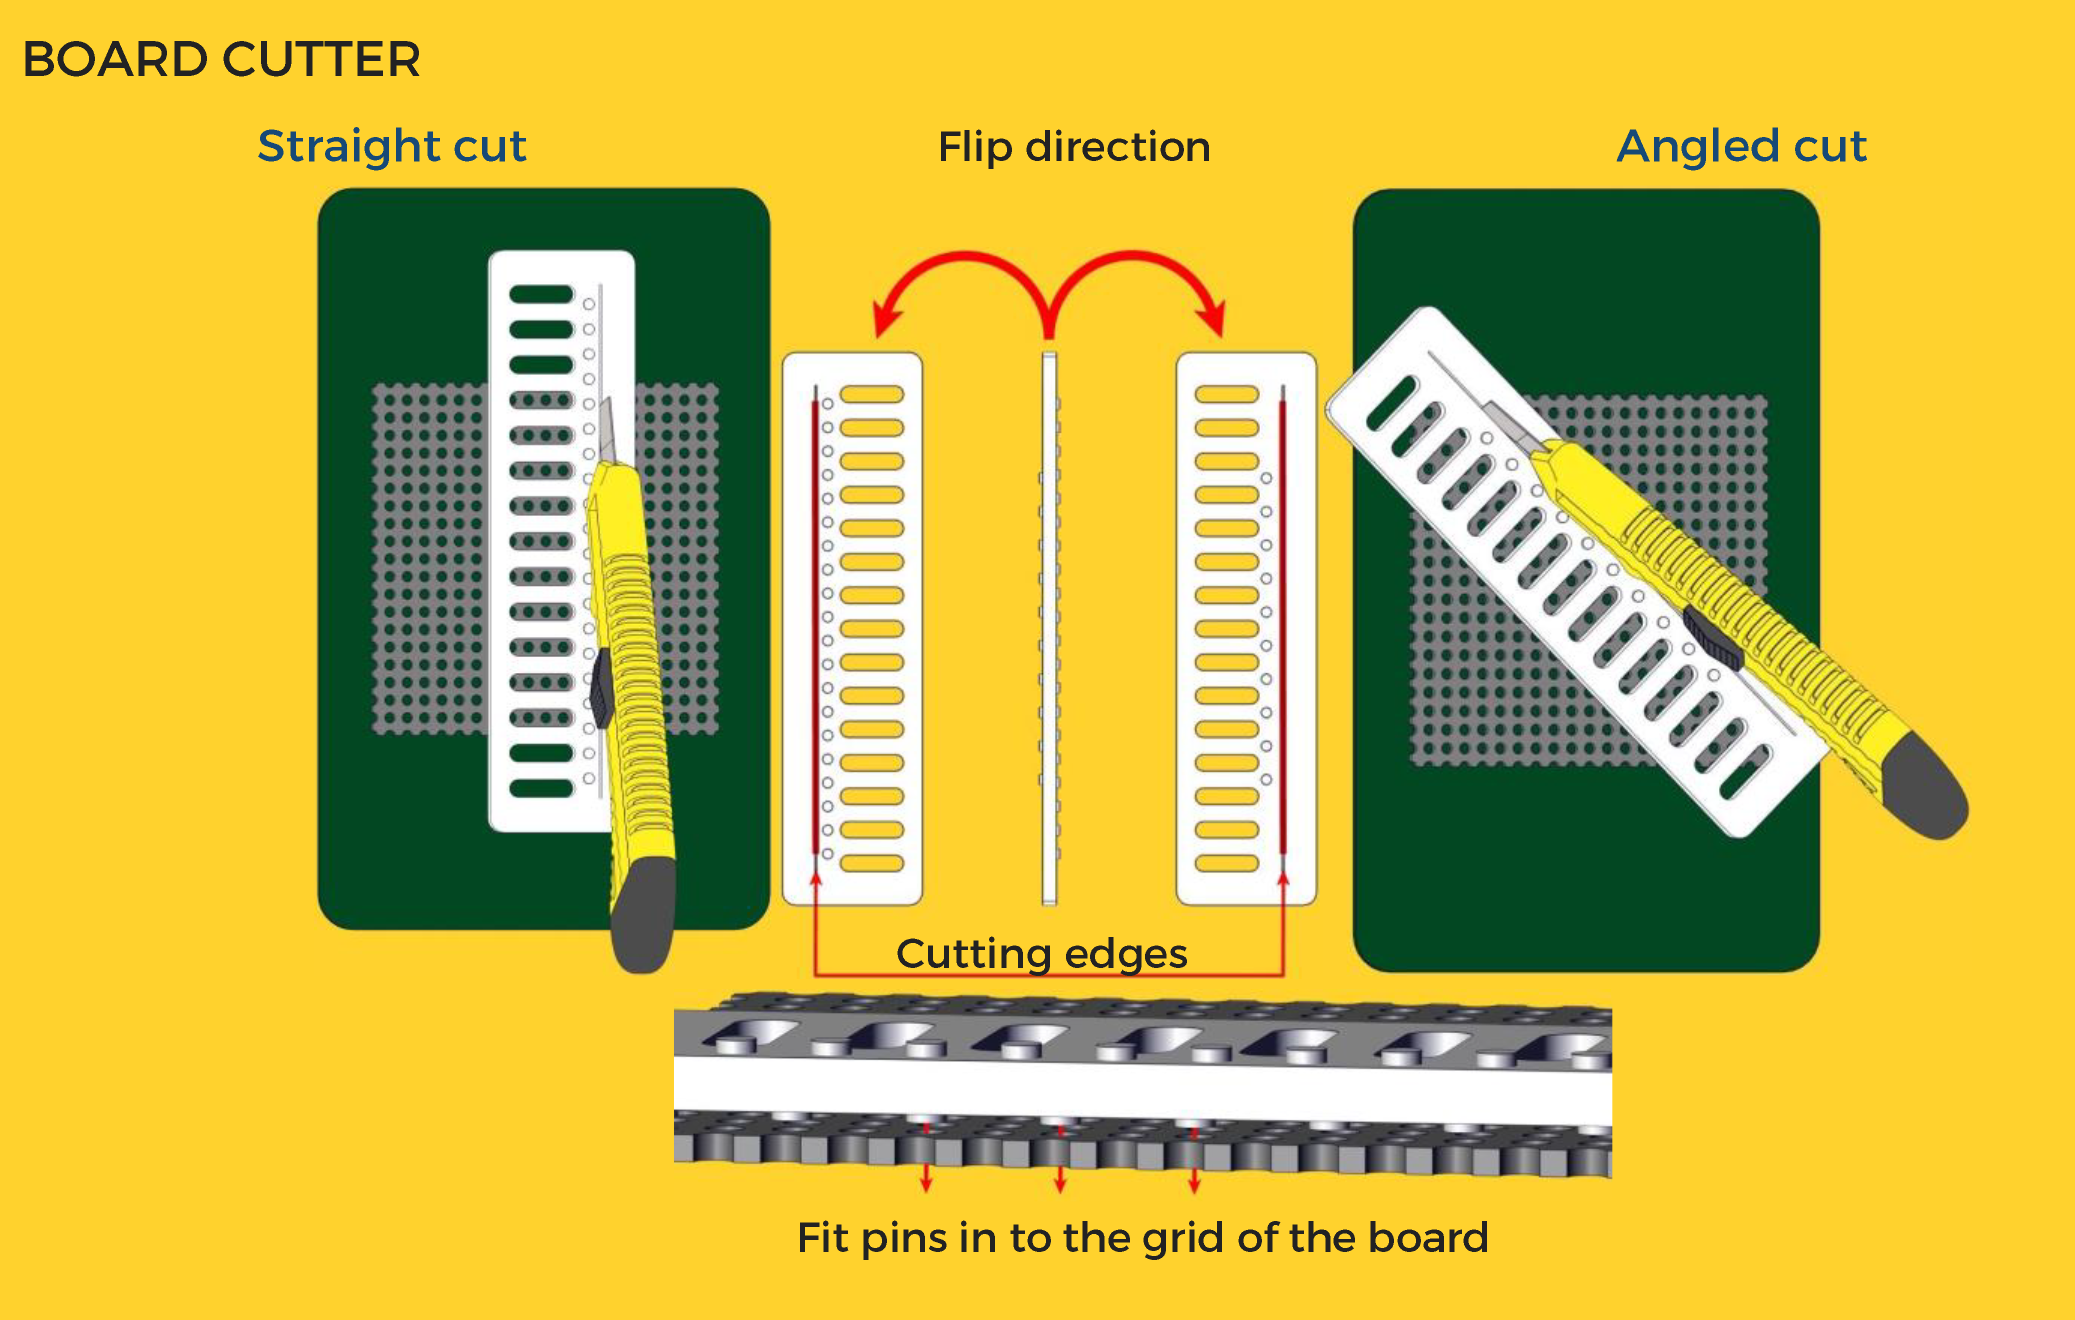 BOARD CUTTER
Straight cut
Flip direction
Angled cut
Cutting edges
Fit pins in to the grid of the board